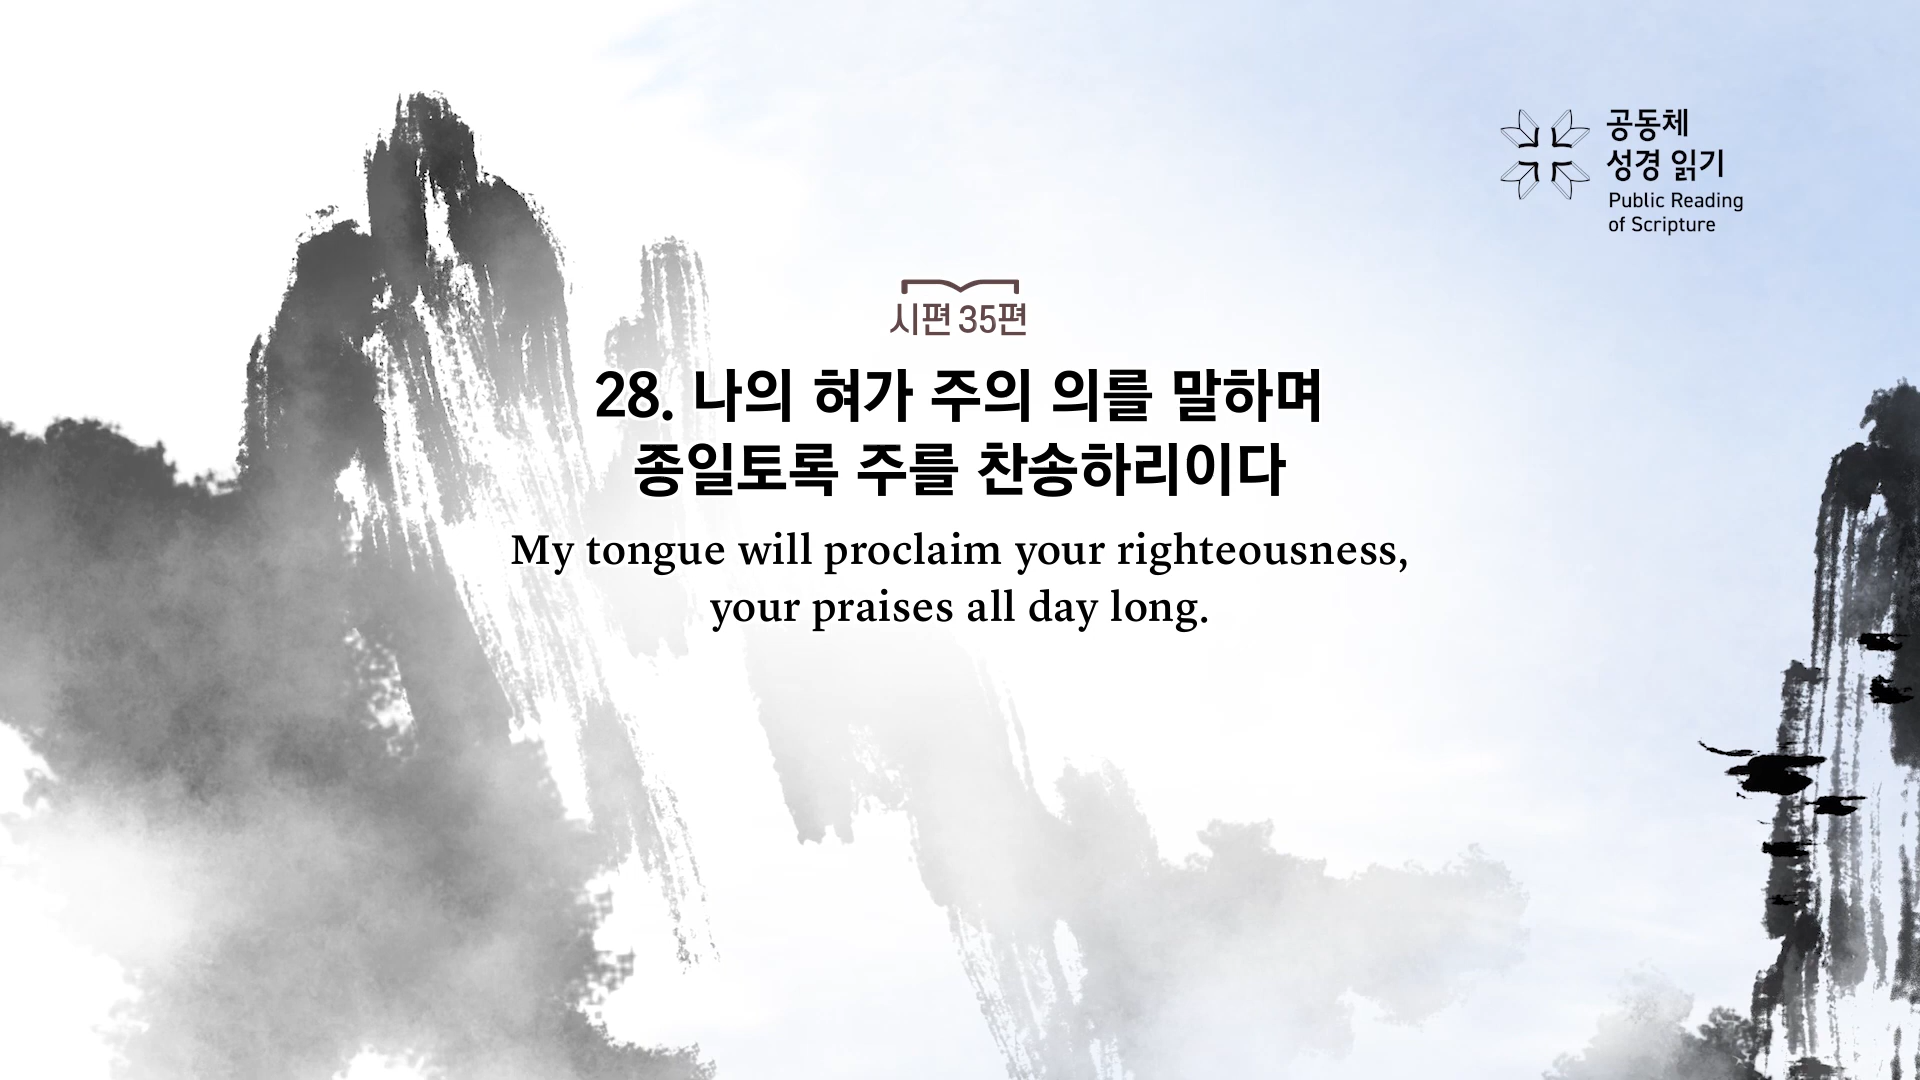 공동체
성경 읽기
Public Reading
of Scripture
시편 35편
28. 나의 혀가 주의 의를 말하며
종일토록 주를 찬송하리이다
My tongue will proclaim your righteousness,
your praises all day long.